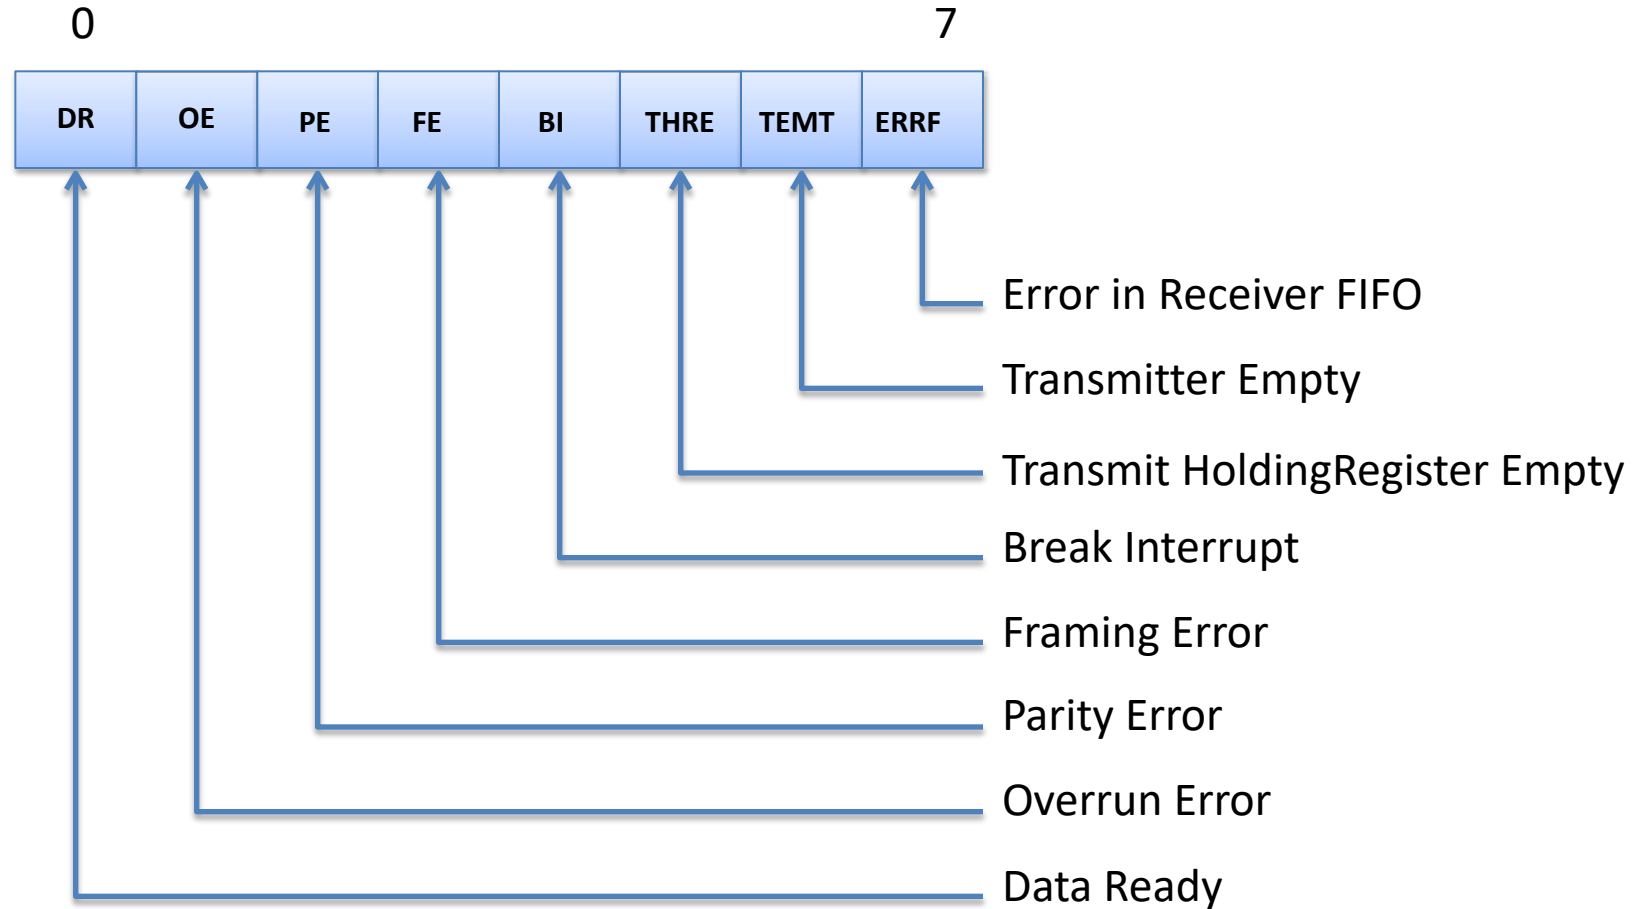 0 7
DR OE PE FE BI THRE TEMT ERRF
Error in Receiver FIFO
Transmitter Empty
Transmit HoldingRegister Empty
Break Interrupt
Framing Error
Parity Error
Overrun Error
Data Ready